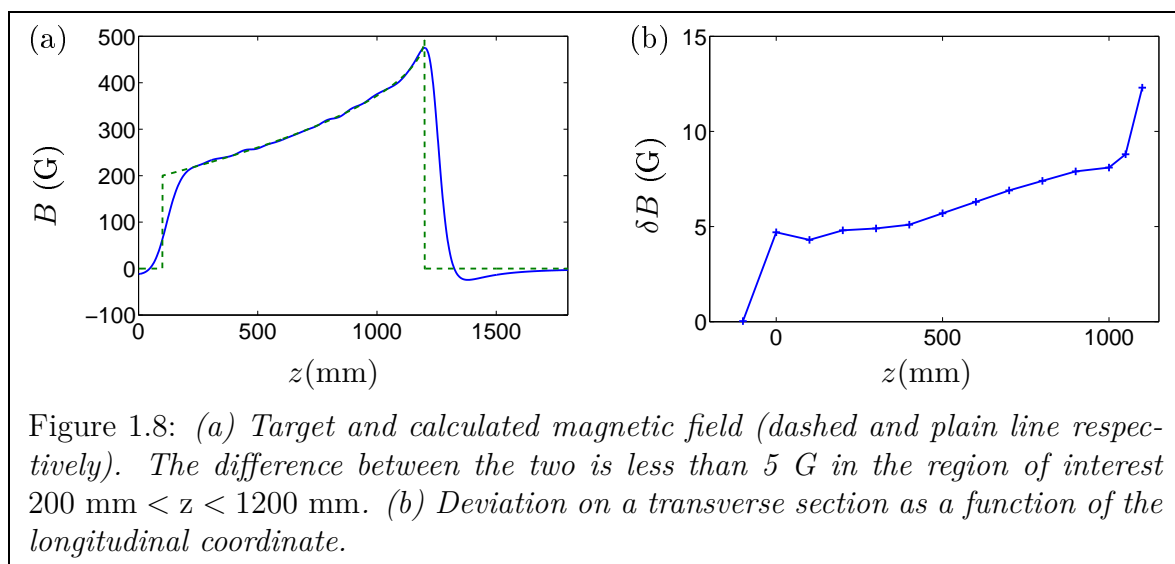 (a)
500
400
300
200
100
0
−100
B (G)
0
500
1000
1500
z(mm)
(b)
15
10
5
0
δB (G)
0
500
1000
z(mm)
Figure 1.8: (a) Target and calculated magnetic field (dashed and plain line respec-
tively). The difference between the two is less than 5 G in the region of interest
200 mm < z < 1200 mm. (b) Deviation on a transverse section as a function of the
longitudinal coordinate.